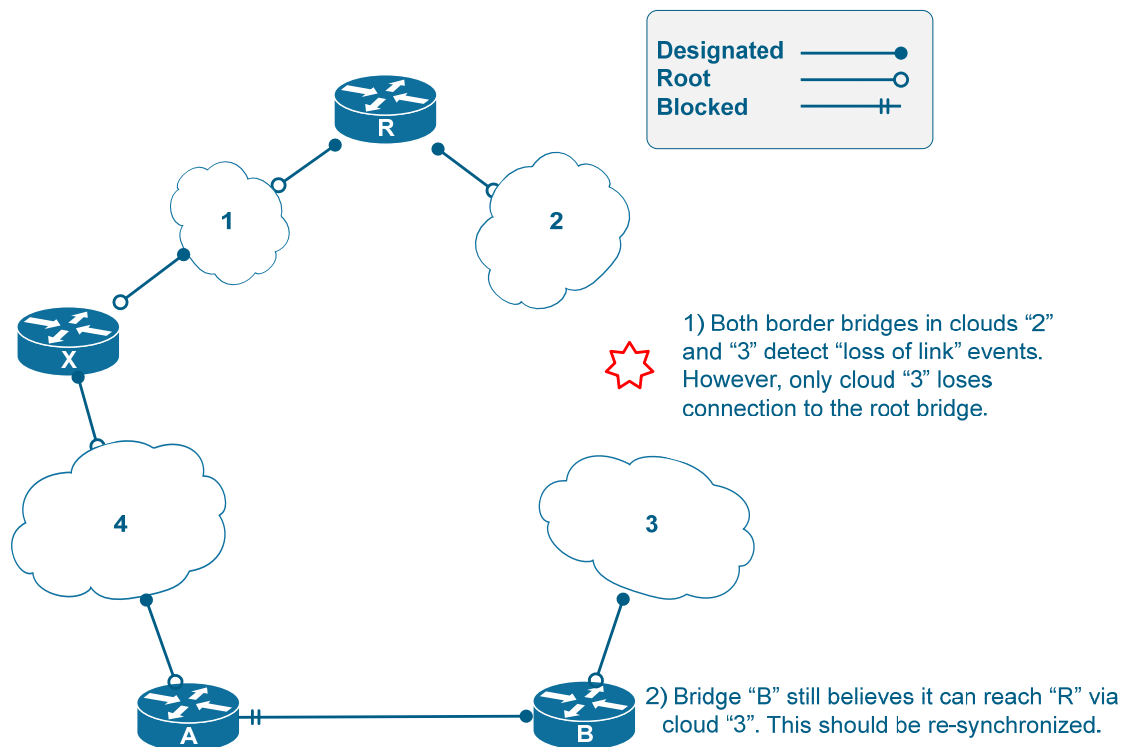 Designated
Root
Blocked
R
1
2
X
1) Both border bridges in clouds “2”
and “3” detect “loss of link” events.
However, only cloud “3” loses
connection to the root bridge.
4
3
A
B
2) Bridge “B” still believes it can reach “R” via
cloud “3”. This should be re-synchronized.